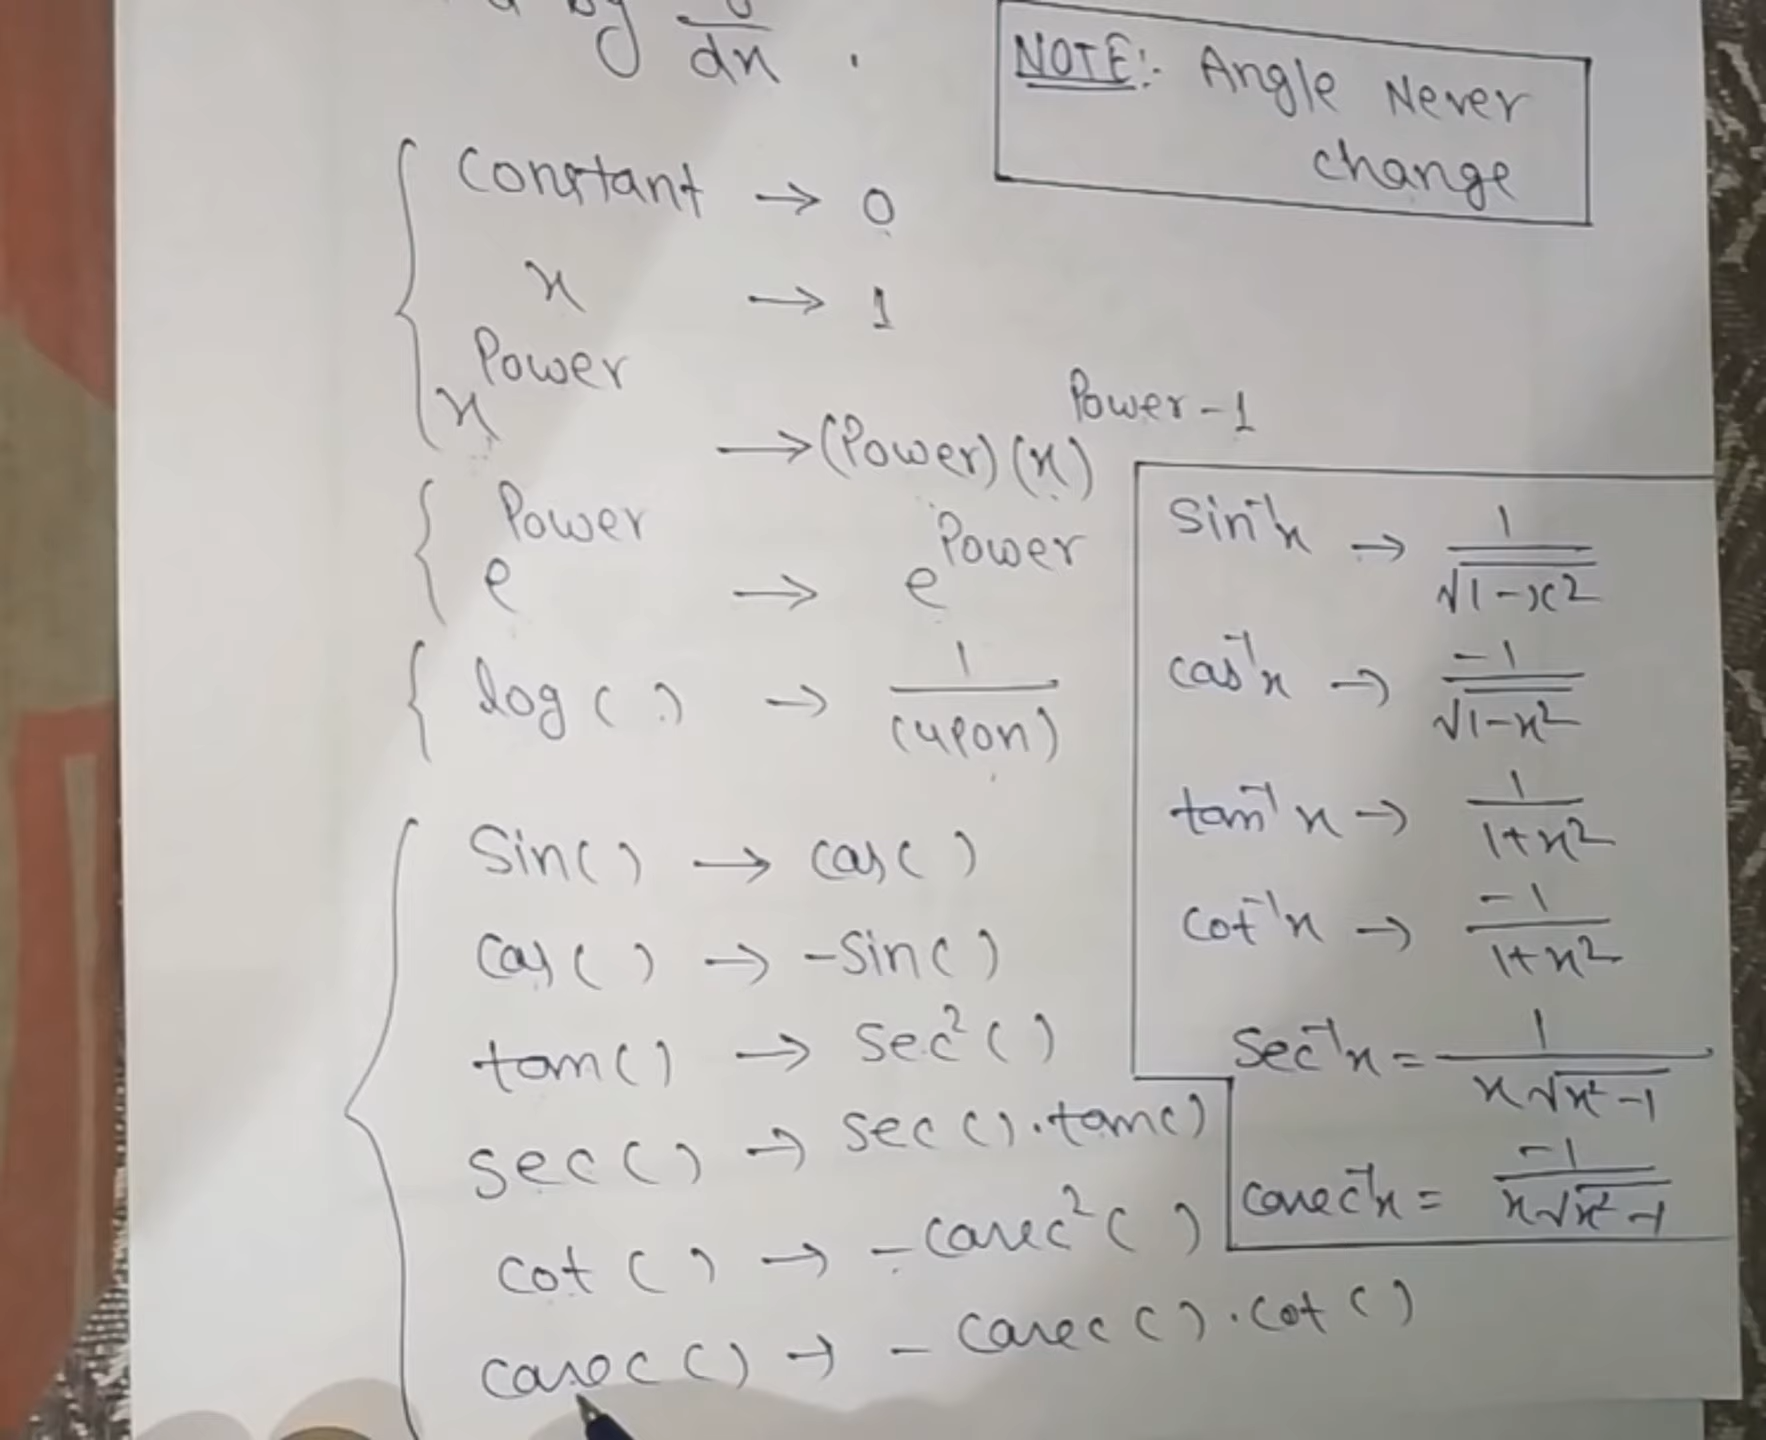 by d/dx .
NOTE:- Angle Never
change
constant → 0
x → 1
x^Power → (Power)(x)^Power-1
e^Power → e^Power
log( ) → 1/(upon)
Sin( ) → cos( )
cos( ) → -Sin( )
tan( ) → Sec²( )
sec( ) → sec( ).tan( )
cot( ) → -cosec²( )
cosec( ) → -cosec( ).cot( )
Sin⁻¹x → 1/√1-x²
cos⁻¹x → -1/√1-x²
tan⁻¹x → 1/1+x²
cot⁻¹x → -1/1+x²
Sec⁻¹x = 1/x√x²-1
cosec⁻¹x = -1/x√x²-1